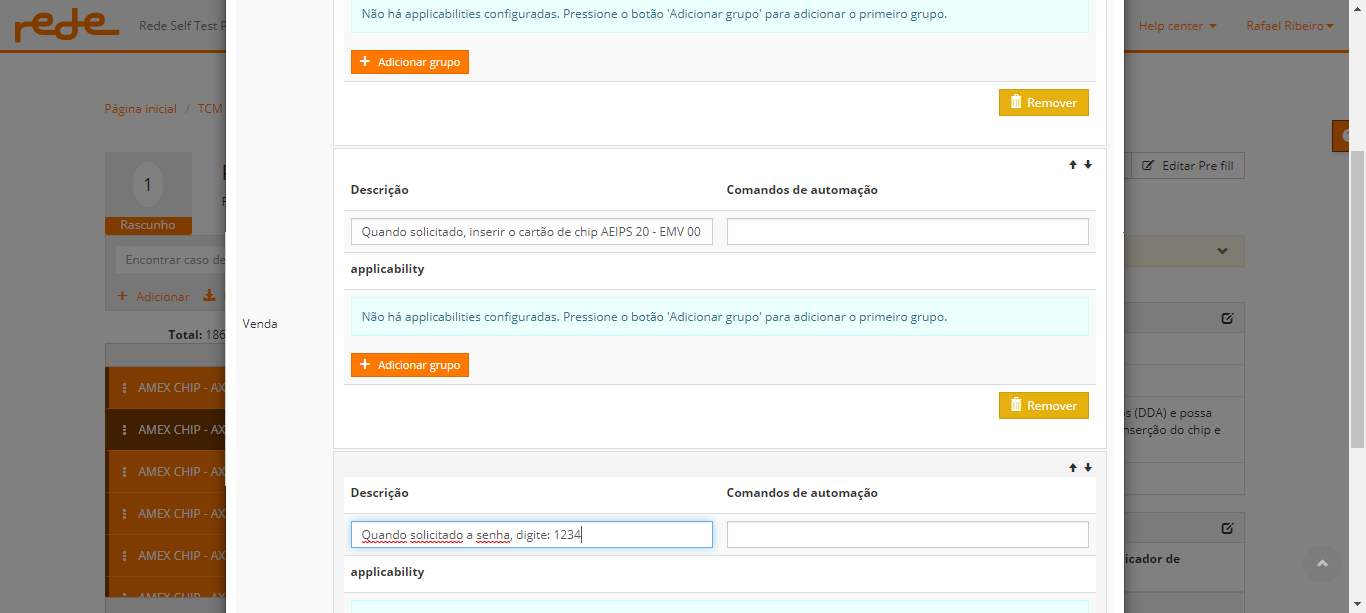 rede
Rede Self Test
Help center
Rafael Ribeiro
Página inicial / TCM
1
Rascunho
Encontrar caso de
+ Adicionar
Total: 186
AMEX CHIP - AX
AMEX CHIP - AX
AMEX CHIP - AX
AMEX CHIP - AX
AMEX CHIP - AX
AMEX CHIP - AX
Não há applicabilities configuradas. Pressione o botão 'Adicionar grupo' para adicionar o primeiro grupo.
+ Adicionar grupo
Remover
Venda
Descrição
Comandos de automação
Quando solicitado, inserir o cartão de chip AEIPS 20 - EMV 00
applicability
Não há applicabilities configuradas. Pressione o botão 'Adicionar grupo' para adicionar o primeiro grupo.
+ Adicionar grupo
Remover
Descrição
Comandos de automação
Quando solicitado a senha, digite: 1234
applicability
Editar Pre fill
(DDA) e possa
nserção do chip e
icador de